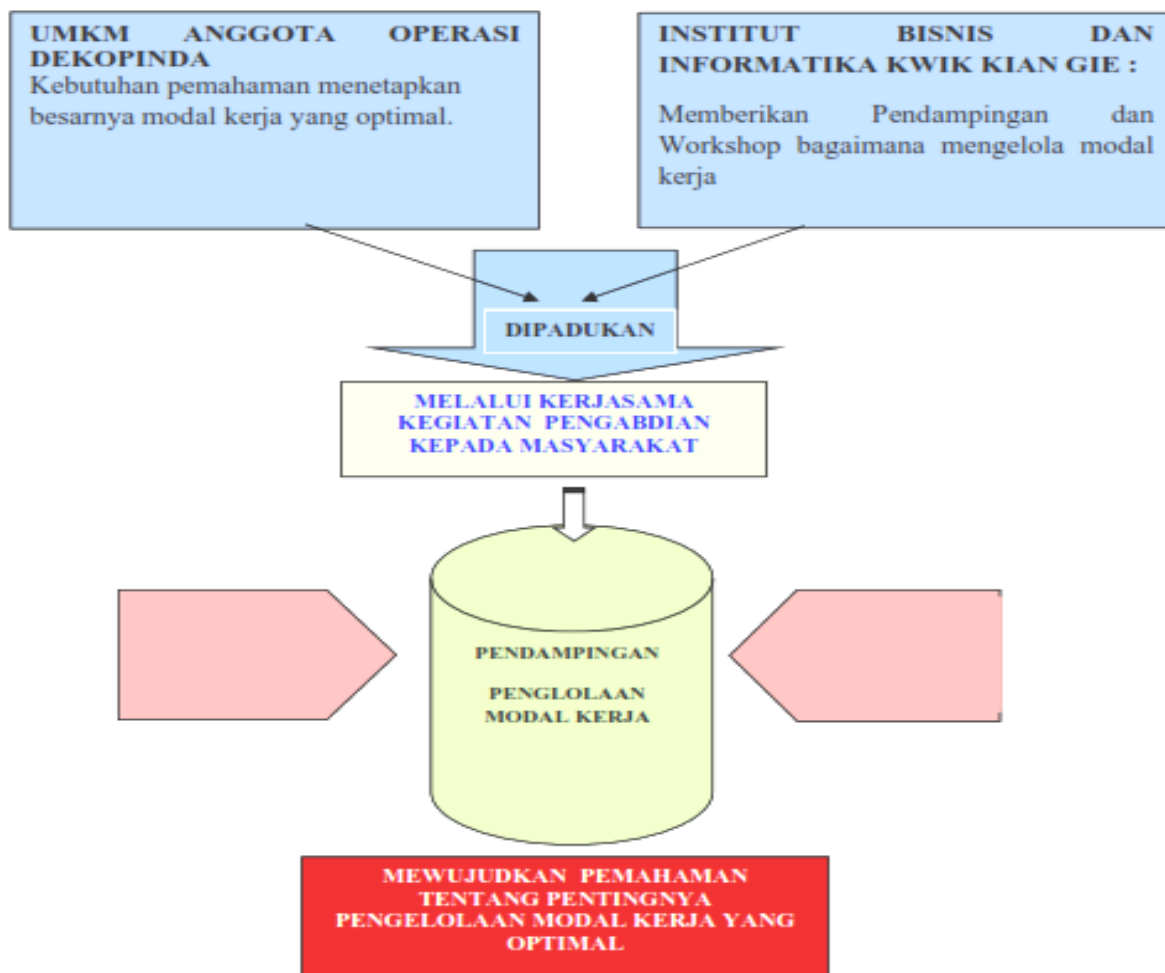 UMKM ANGGOTA OPERASI
DEKOPINDA
Kebutuhan pemahaman menetapkan
besarnya modal kerja yang optimal.
INSTITUT BISNIS DAN
INFORMATIKA KWIK KIAN GIE :
Memberikan Pendampingan dan
Workshop bagaimana mengelola modal
kerja
DIPADUKAN
MELALUI KERJASAMA
KEGIATAN PENGABDIAN
KEPADA MASYARAKAT
PENDAMPINGAN
PENGLOLAAN
MODAL KERJA
MEWUJUDKAN PEMAHAMAN
TENTANG PENTINGNYA
PENGELOLAAN MODAL KERJA YANG
OPTIMAL